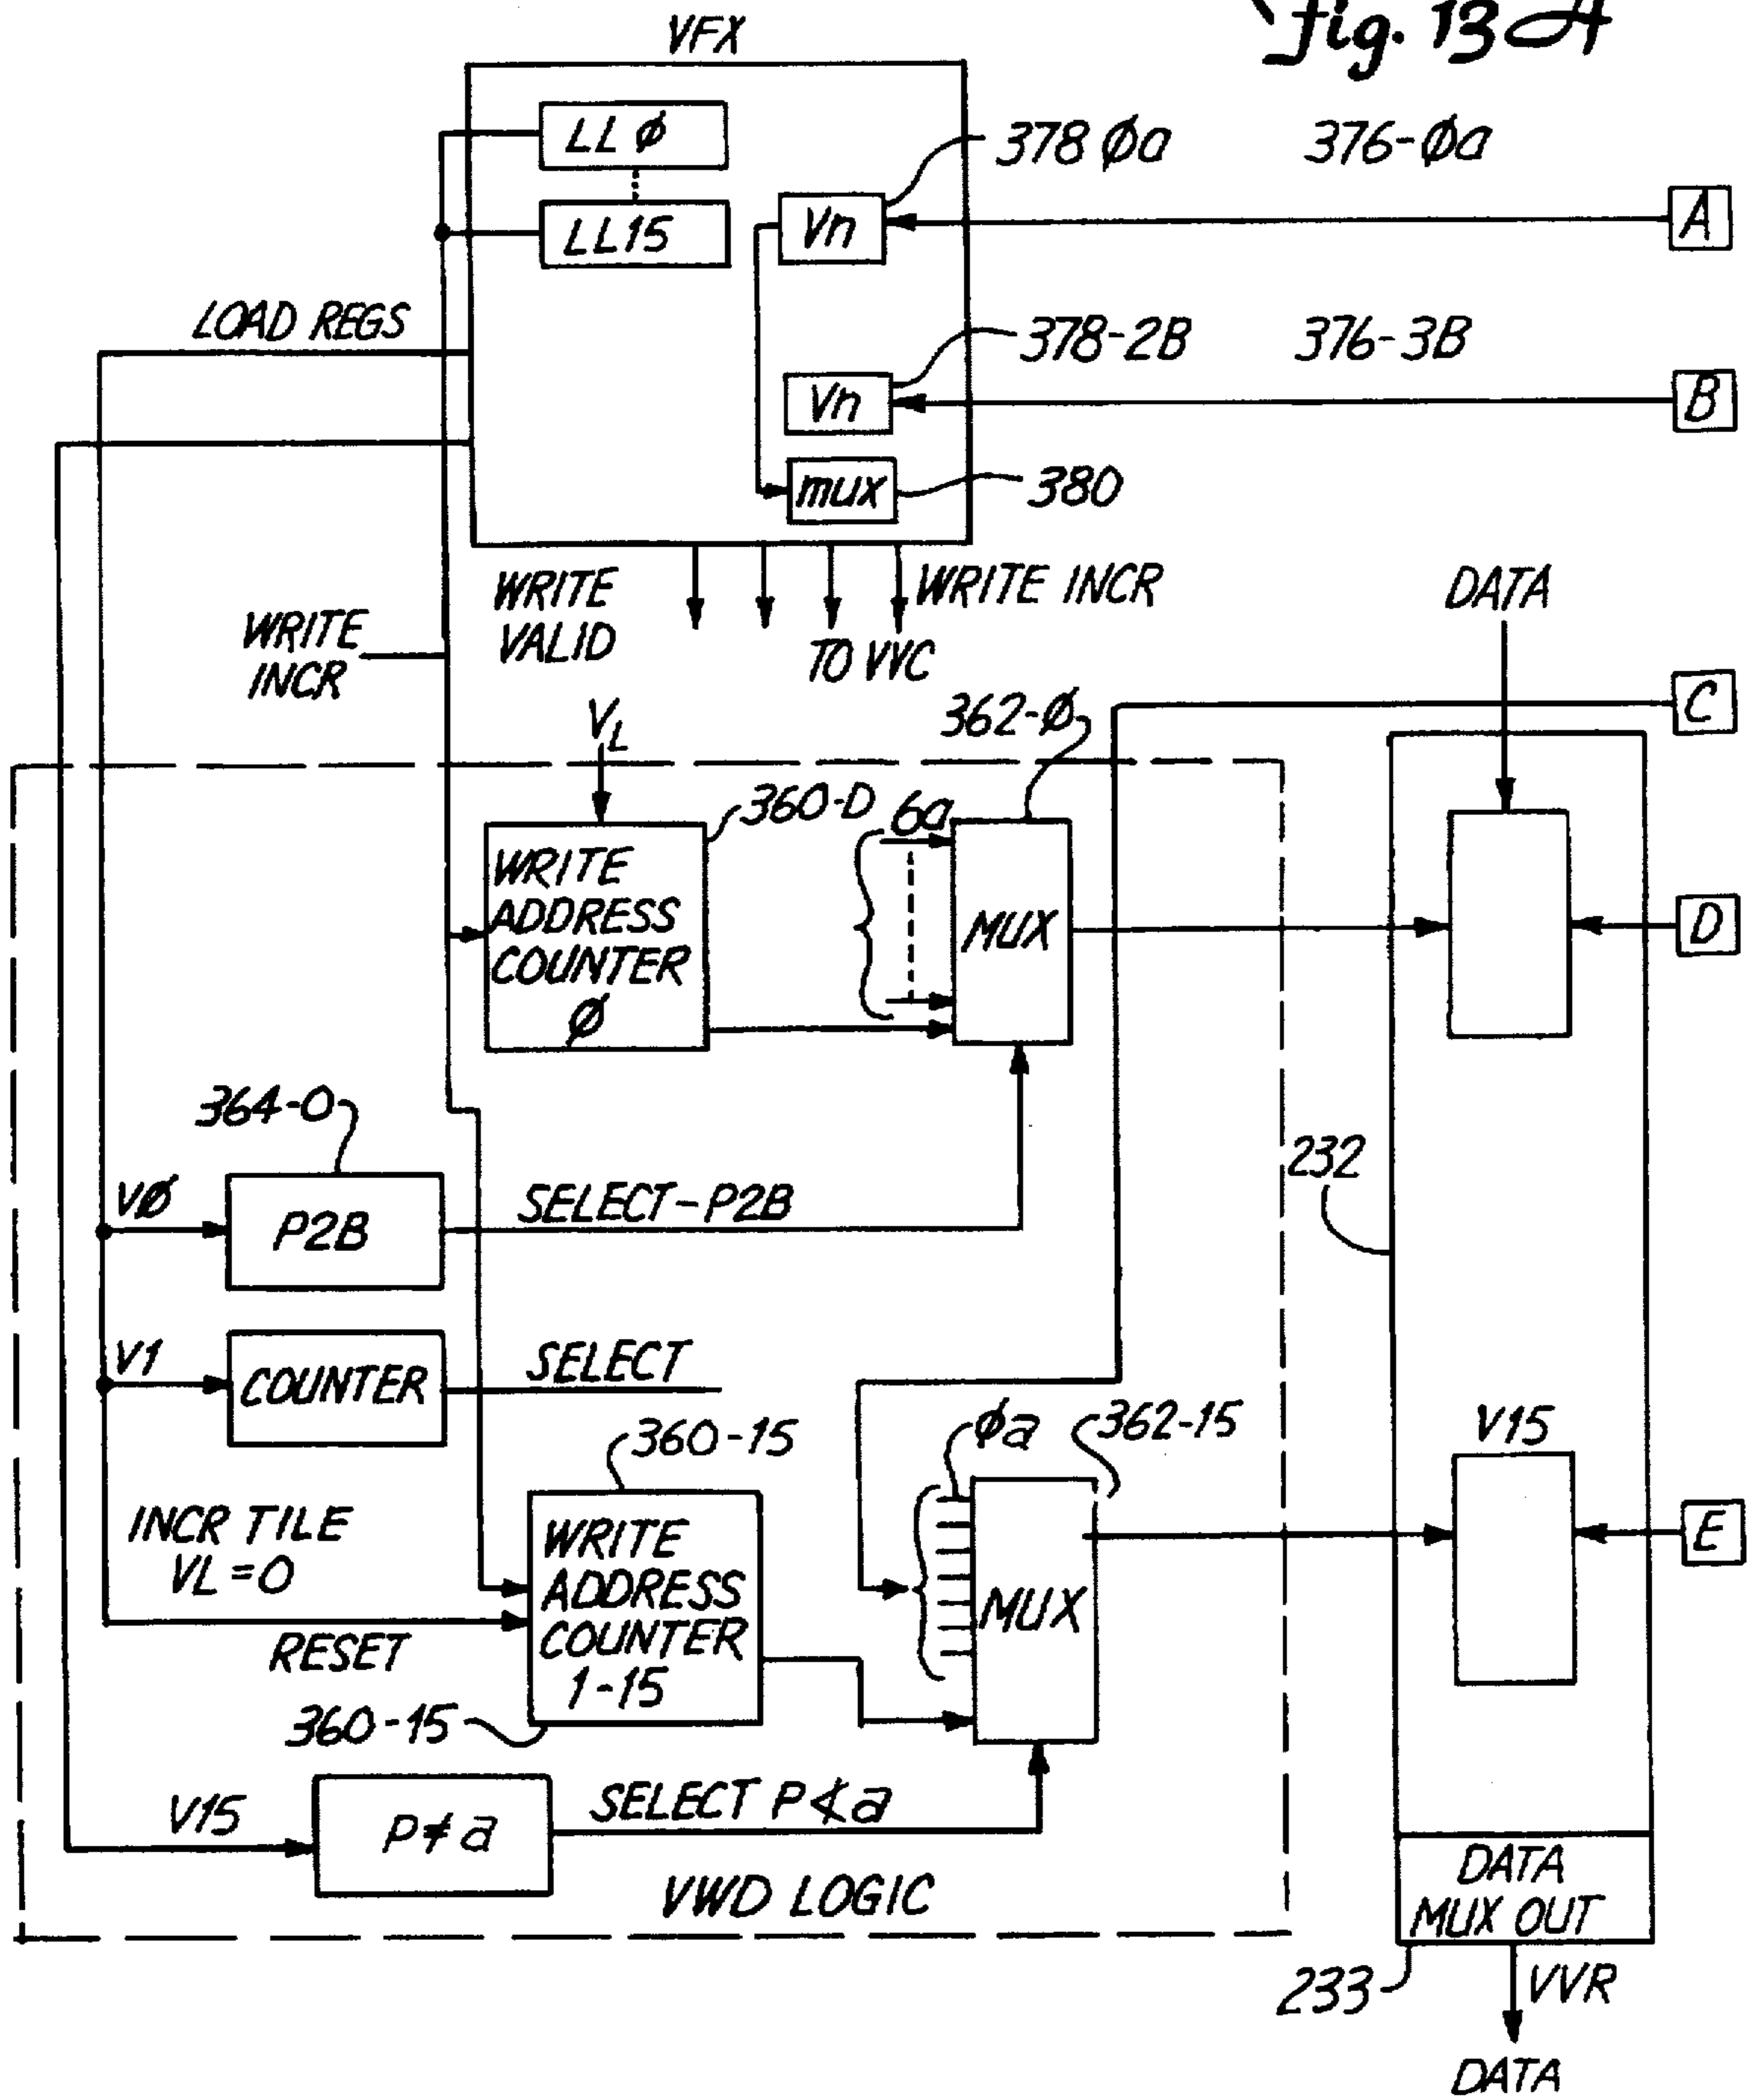 fig. 13A
VFX
LL Ø
378 Øa
376-Øa
LL15
Vn
A
LOAD REGS
378-2B
376-3B
Vn
B
mux
380
WRITE
VALID
WRITE INCR
DATA
WRITE
INCR
TO VVC
C
VL
362-Ø
360-D
6a
WRITE
ADDRESS
COUNTER
Ø
MUX
D
364-0
232
VØ
P2B
SELECT-P2B
V1
COUNTER
SELECT
360-15
Øa
362-15
V15
INCR TILE
VL=0
WRITE
ADDRESS
COUNTER
1-15
MUX
E
RESET
360-15
V15
P≠a
SELECT P∢a
VWD LOGIC
DATA
MUX OUT
233
VVR
DATA